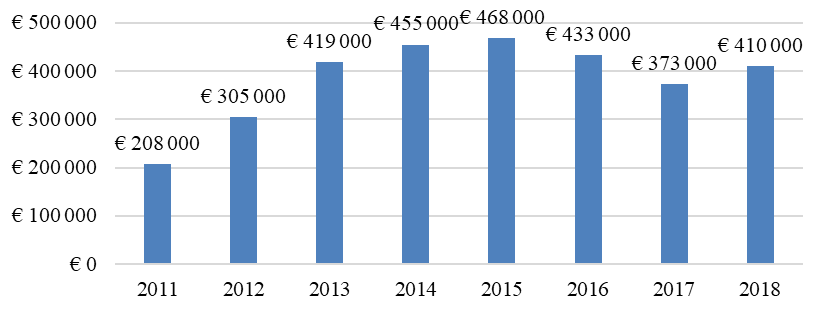 € 500 000
€ 400 000
€ 300 000
€ 200 000
€ 100 000
€ 0
€ 208 000
€ 305 000
€ 419 000
€ 455 000
€ 468 000
€ 433 000
€ 373 000
€ 410 000
2011 2012 2013 2014 2015 2016 2017 2018